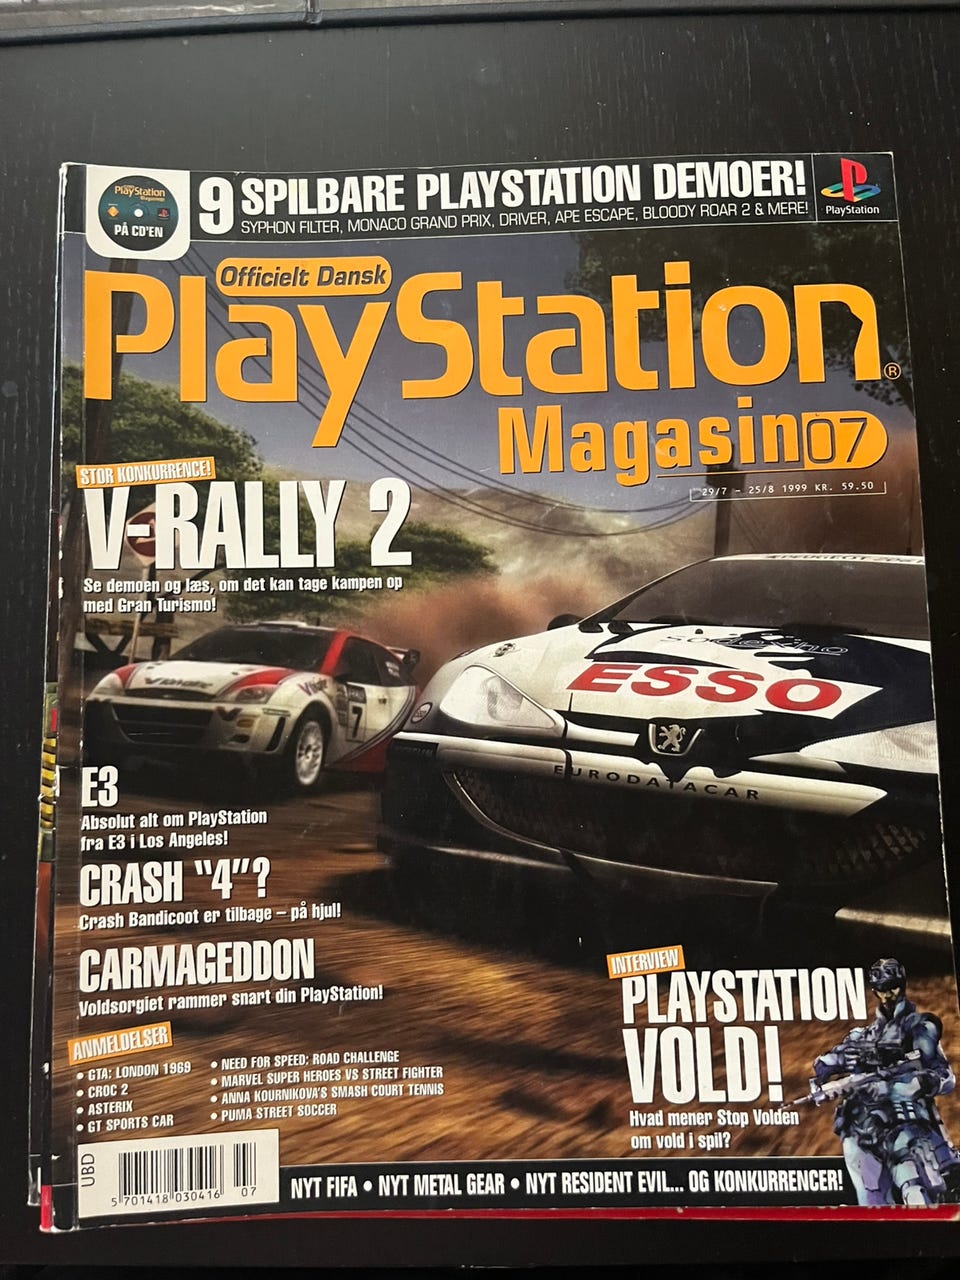 PlayStation
Magasin
PÅ CD'EN
9 SPILBARE PLAYSTATION DEMOER!
SYPHON FILTER, MONACO GRAND PRIX, DRIVER, APE ESCAPE, BLOODY ROAR 2 & MERE!
PlayStation
Officielt Dansk
PlayStation®
Magasin 07
29/7 - 25/8 1999 KR. 59.50
STOR KONKURRENCE!
V-RALLY 2
Se demoen og læs, om det kan tage kampen op
med Gran Turismo!
ESSO
EURODATACAR
7
E3
Absolut alt om PlayStation
fra E3 i Los Angeles!
CRASH "4"?
Crash Bandicoot er tilbage – på hjul!
CARMAGEDDON
Voldsorgiet rammer snart din PlayStation!
ANMELDELSER
• GTA: LONDON 1969
• CROC 2
• ASTERIX
• GT SPORTS CAR
• NEED FOR SPEED: ROAD CHALLENGE
• MARVEL SUPER HEROES VS STREET FIGHTER
• ANNA KOURNIKOVA'S SMASH COURT TENNIS
• PUMA STREET SOCCER
INTERVIEW
PLAYSTATION
VOLD!
Hvad mener Stop Volden
om vold i spil?
UBD
5 701418 030416 07
NYT FIFA • NYT METAL GEAR • NYT RESIDENT EVIL... OG KONKURRENCER!